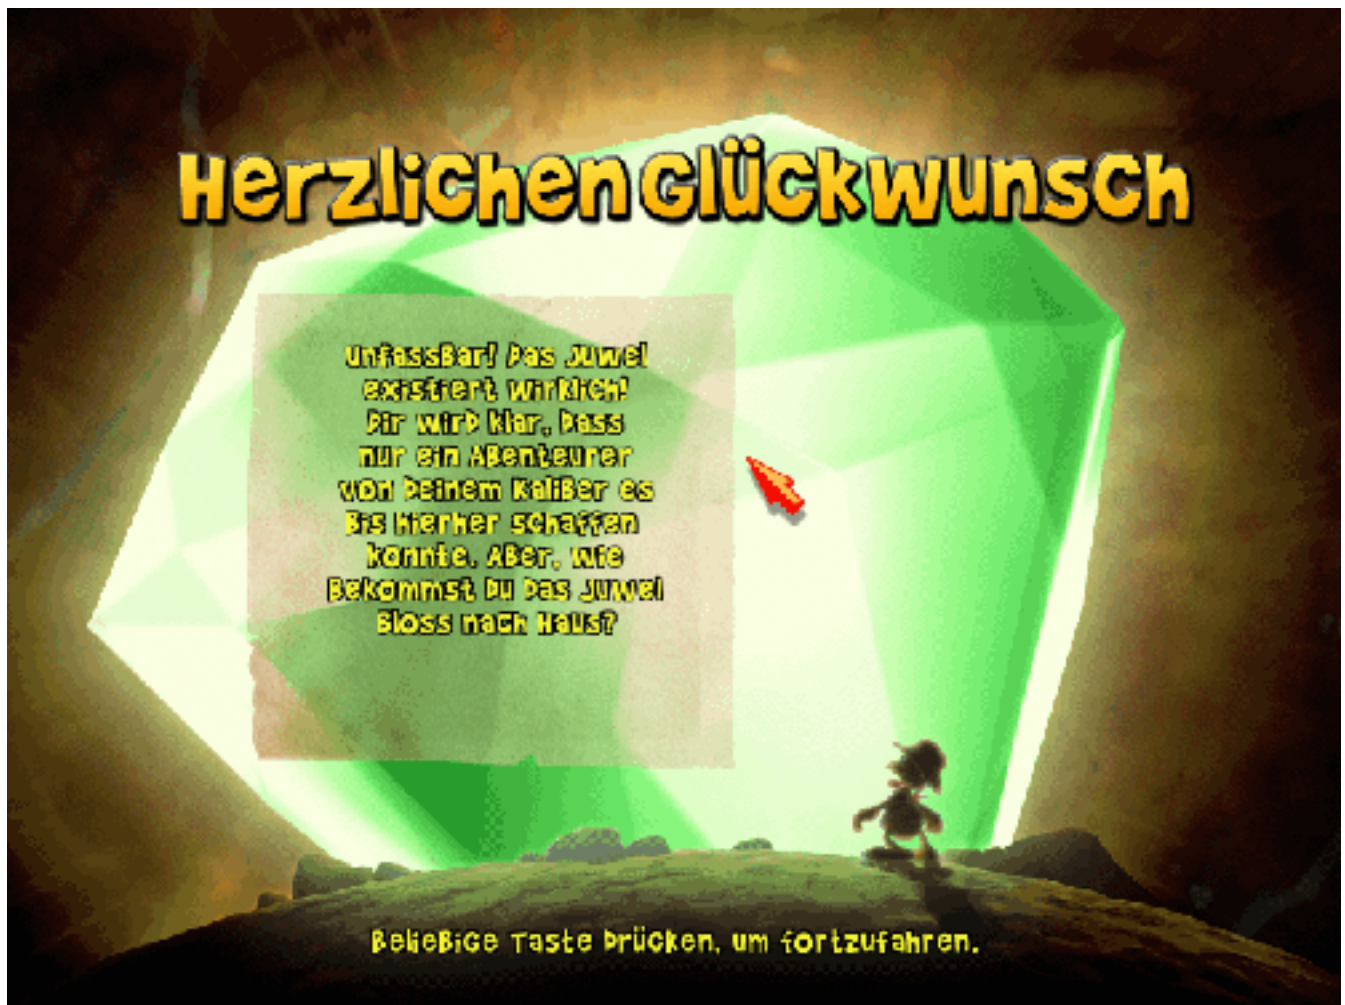 Herzlichen Glückwunsch
Unfassbar! Das Juwel
existiert wirklich!
Dir wird klar, dass
nur ein Abenteurer
von deinem Kaliber es
bis hierher schaffen
konnte. Aber, wie
bekommst du das Juwel
bloss nach Haus?
Beliebige Taste drücken, um fortzufahren.